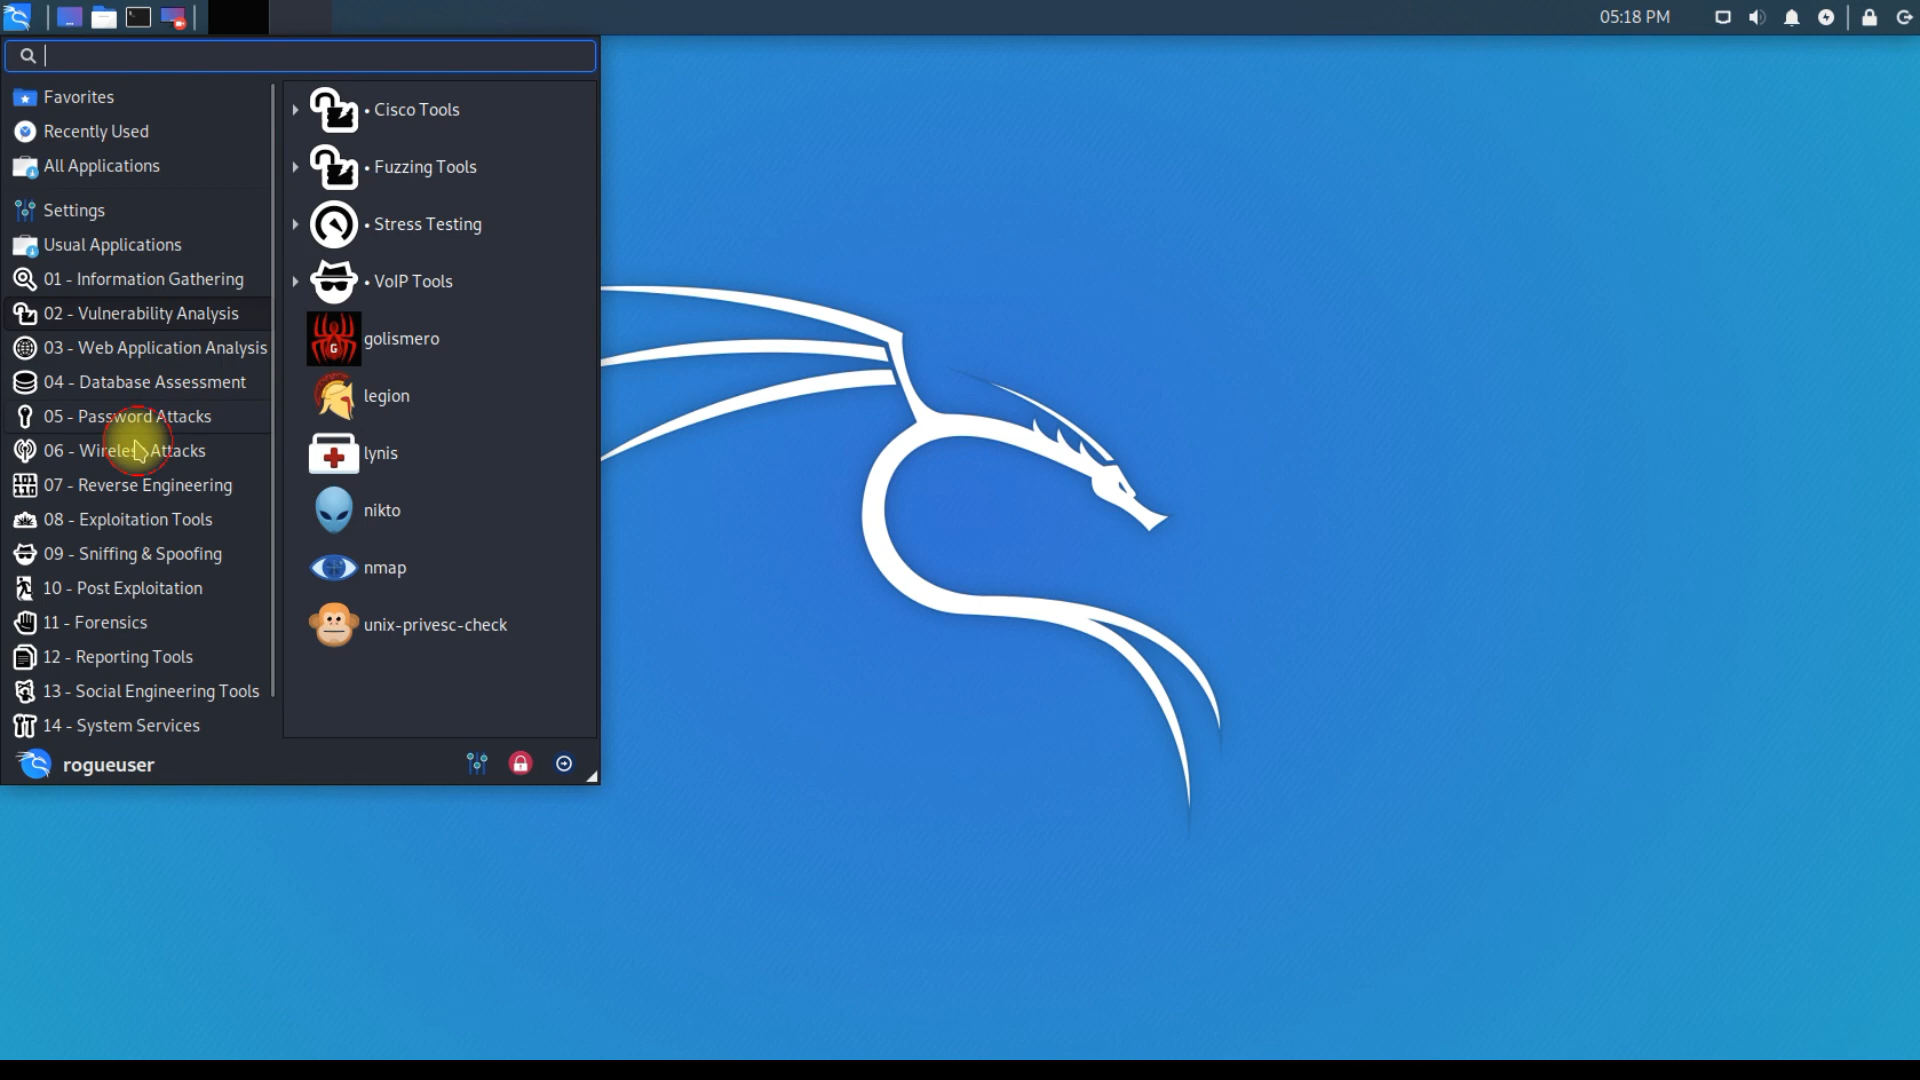 05:18 PM
Favorites
Recently Used
All Applications
Settings
Usual Applications
01 - Information Gathering
02 - Vulnerability Analysis
03 - Web Application Analysis
04 - Database Assessment
05 - Password Attacks
06 - Wireless Attacks
07 - Reverse Engineering
08 - Exploitation Tools
09 - Sniffing & Spoofing
10 - Post Exploitation
11 - Forensics
12 - Reporting Tools
13 - Social Engineering Tools
14 - System Services
• Cisco Tools
• Fuzzing Tools
• Stress Testing
• VoIP Tools
golismero
legion
lynis
nikto
nmap
unix-privesc-check
rogueuser